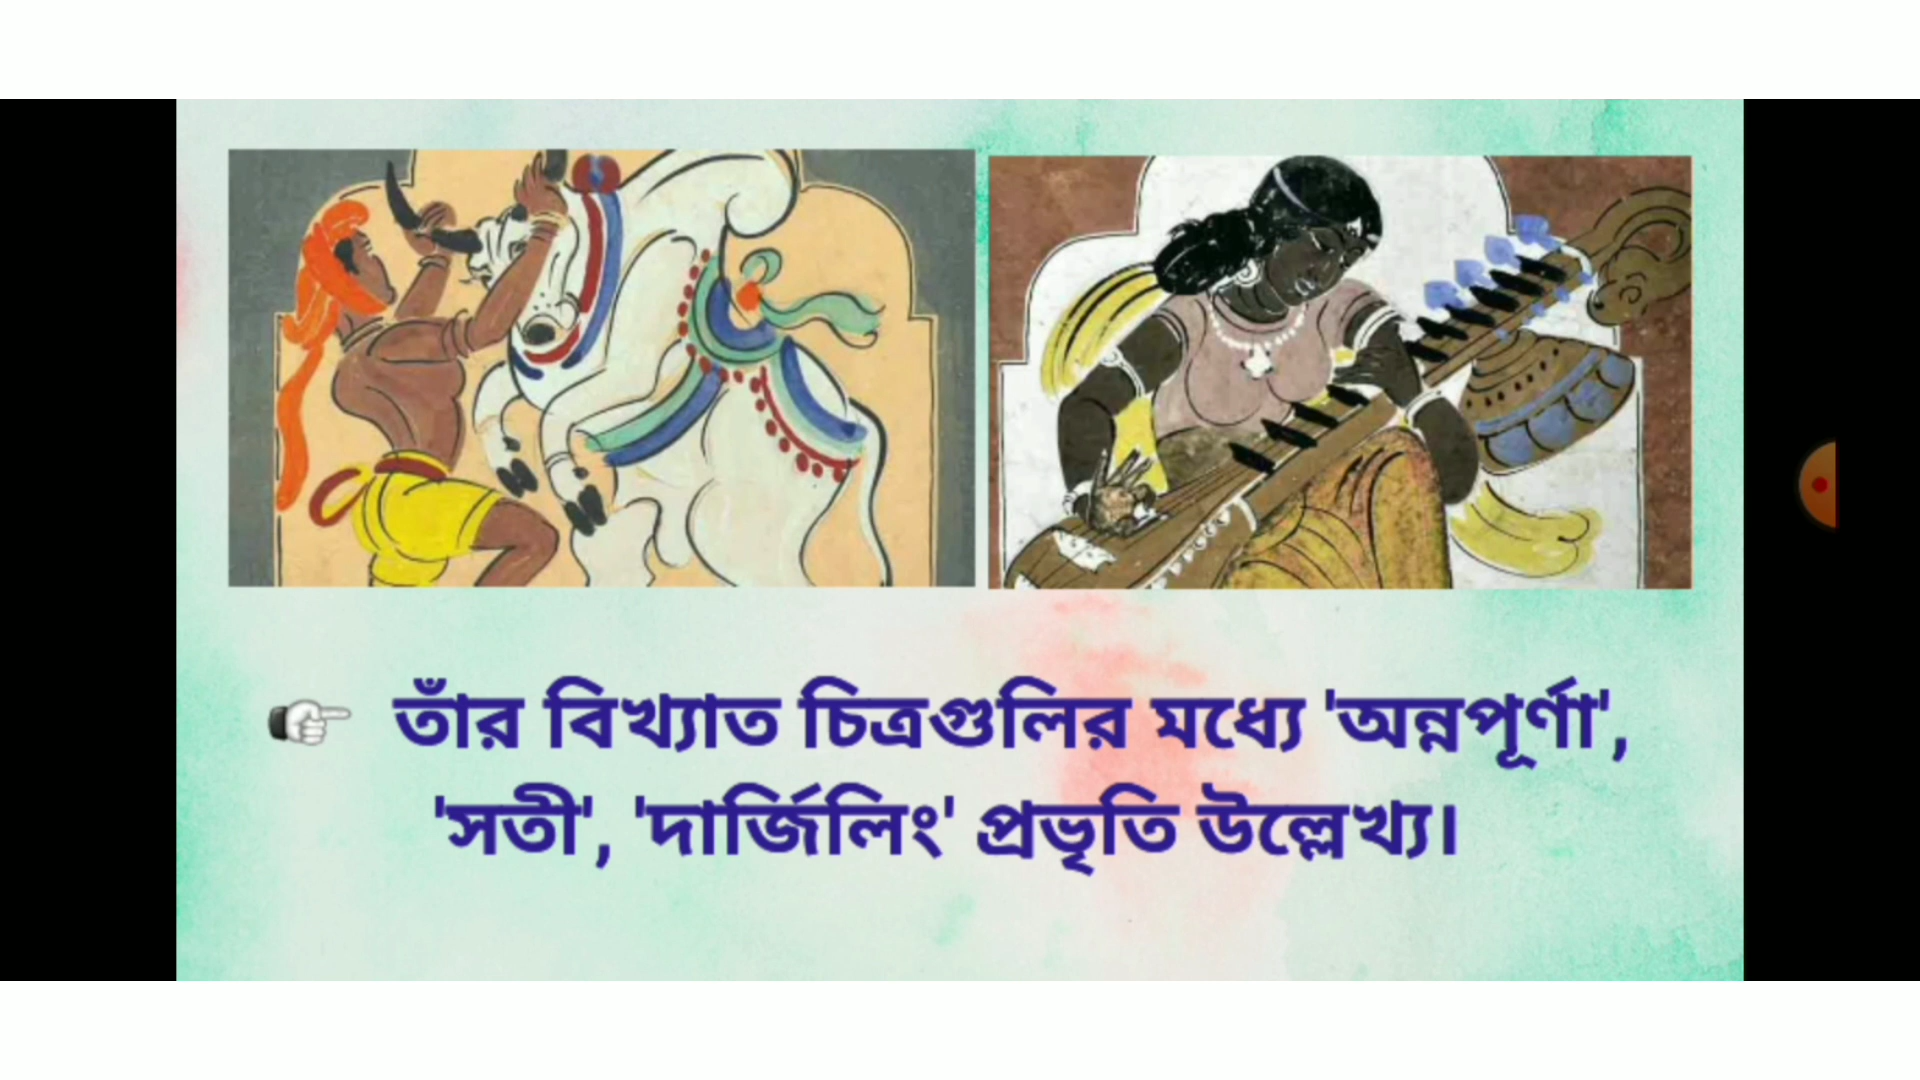 তাঁর বিখ্যাত চিত্রগুলির মধ্যে 'অন্নপূর্ণা',
'সতী', 'দার্জিলিং' প্রভৃতি উল্লেখ্য।